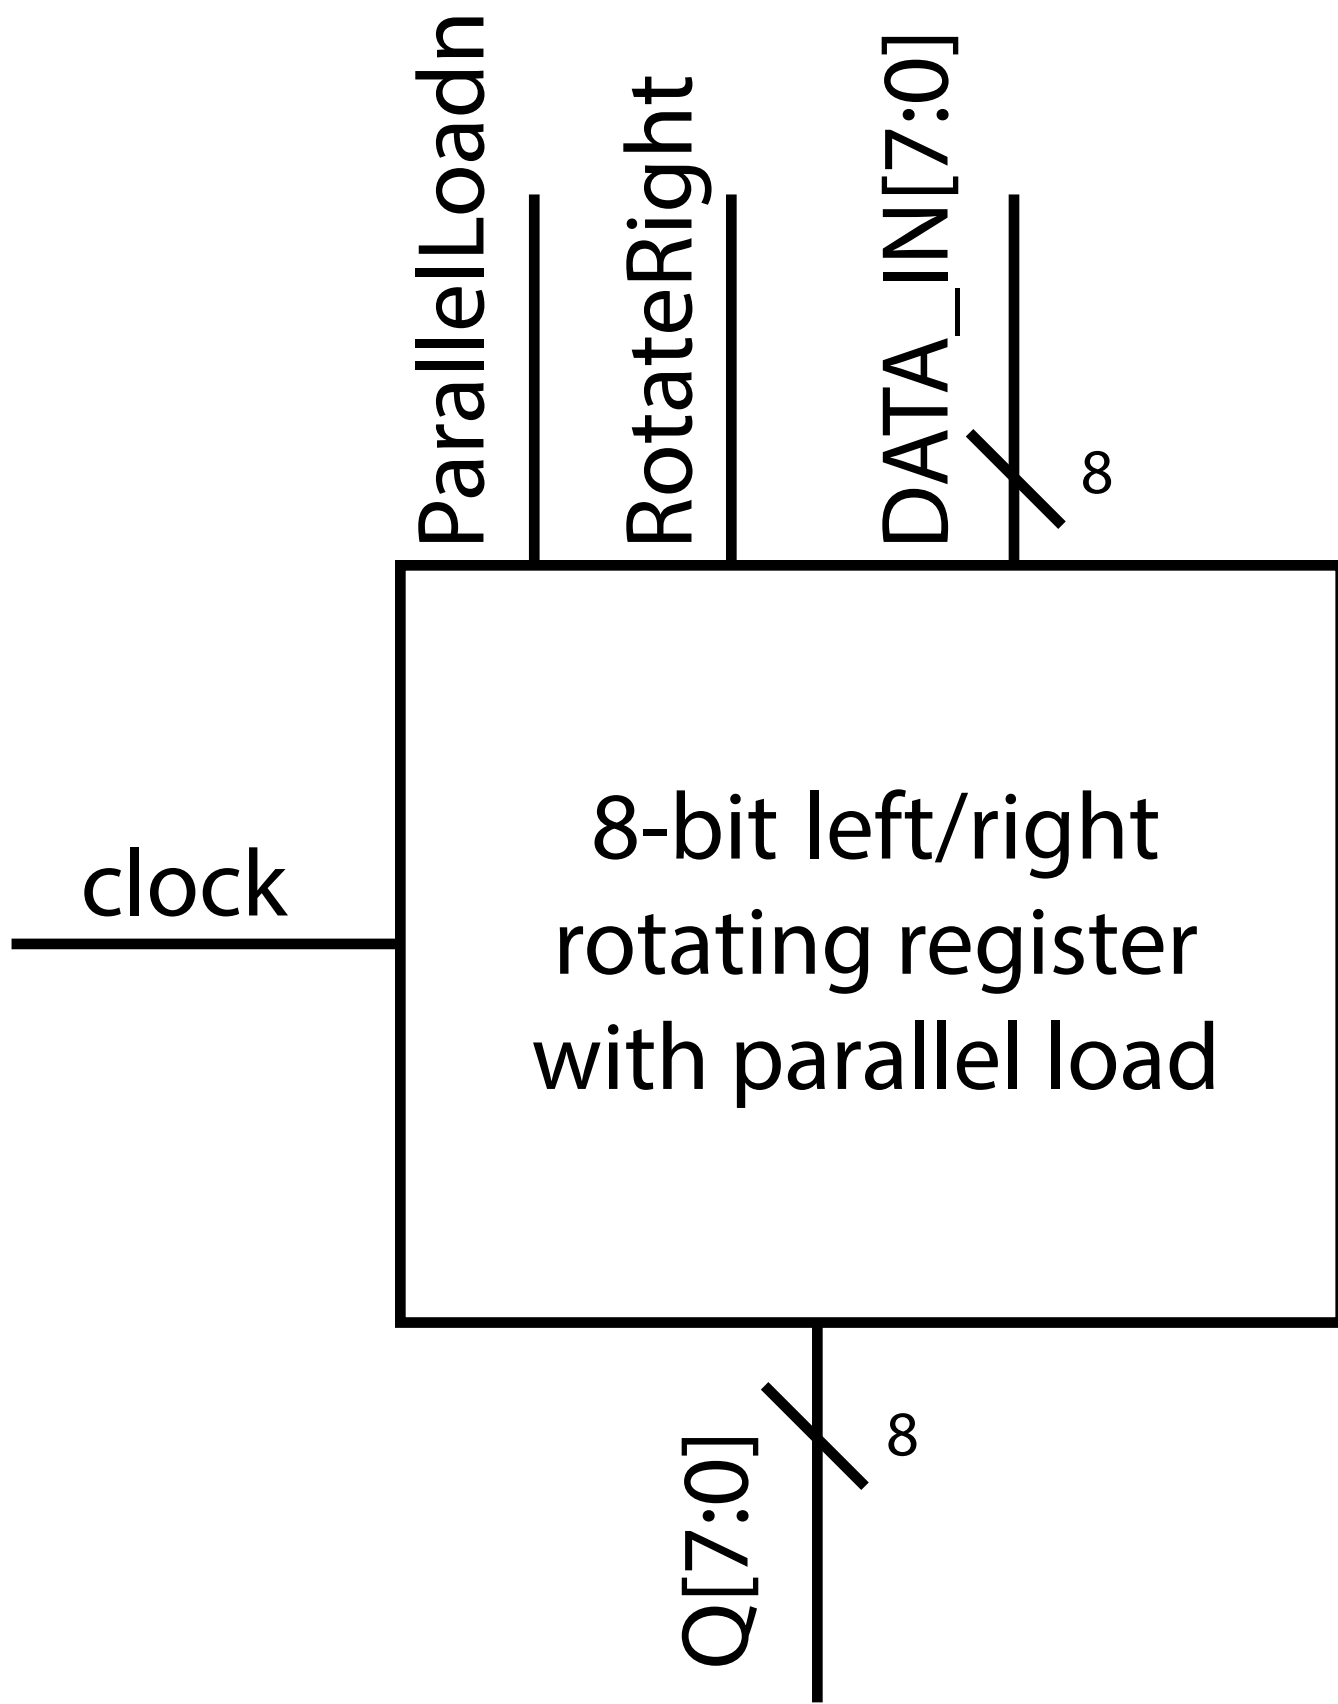 ParallelLoadn
RotateRight
DATA_IN[7:0]
8
clock
8-bit left/right
rotating register
with parallel load
Q[7:0]
8